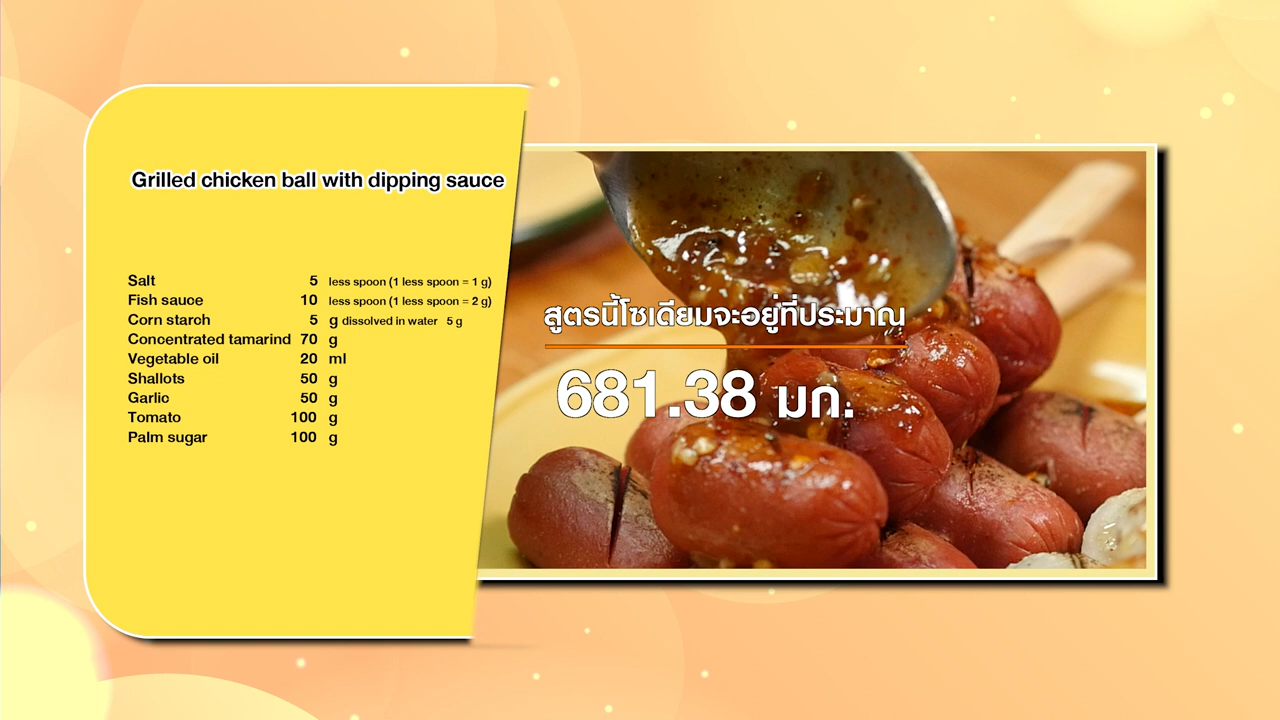 Grilled chicken ball with dipping sauce
Salt 5 less spoon (1 less spoon = 1 g)
Fish sauce 10 less spoon (1 less spoon = 2 g)
Corn starch 5 g dissolved in water 5 g
Concentrated tamarind 70 g
Vegetable oil 20 ml
Shallots 50 g
Garlic 50 g
Tomato 100 g
Palm sugar 100 g
สูตรนี้โซเดียมจะอยู่ที่ประมาณ
681.38 มก.